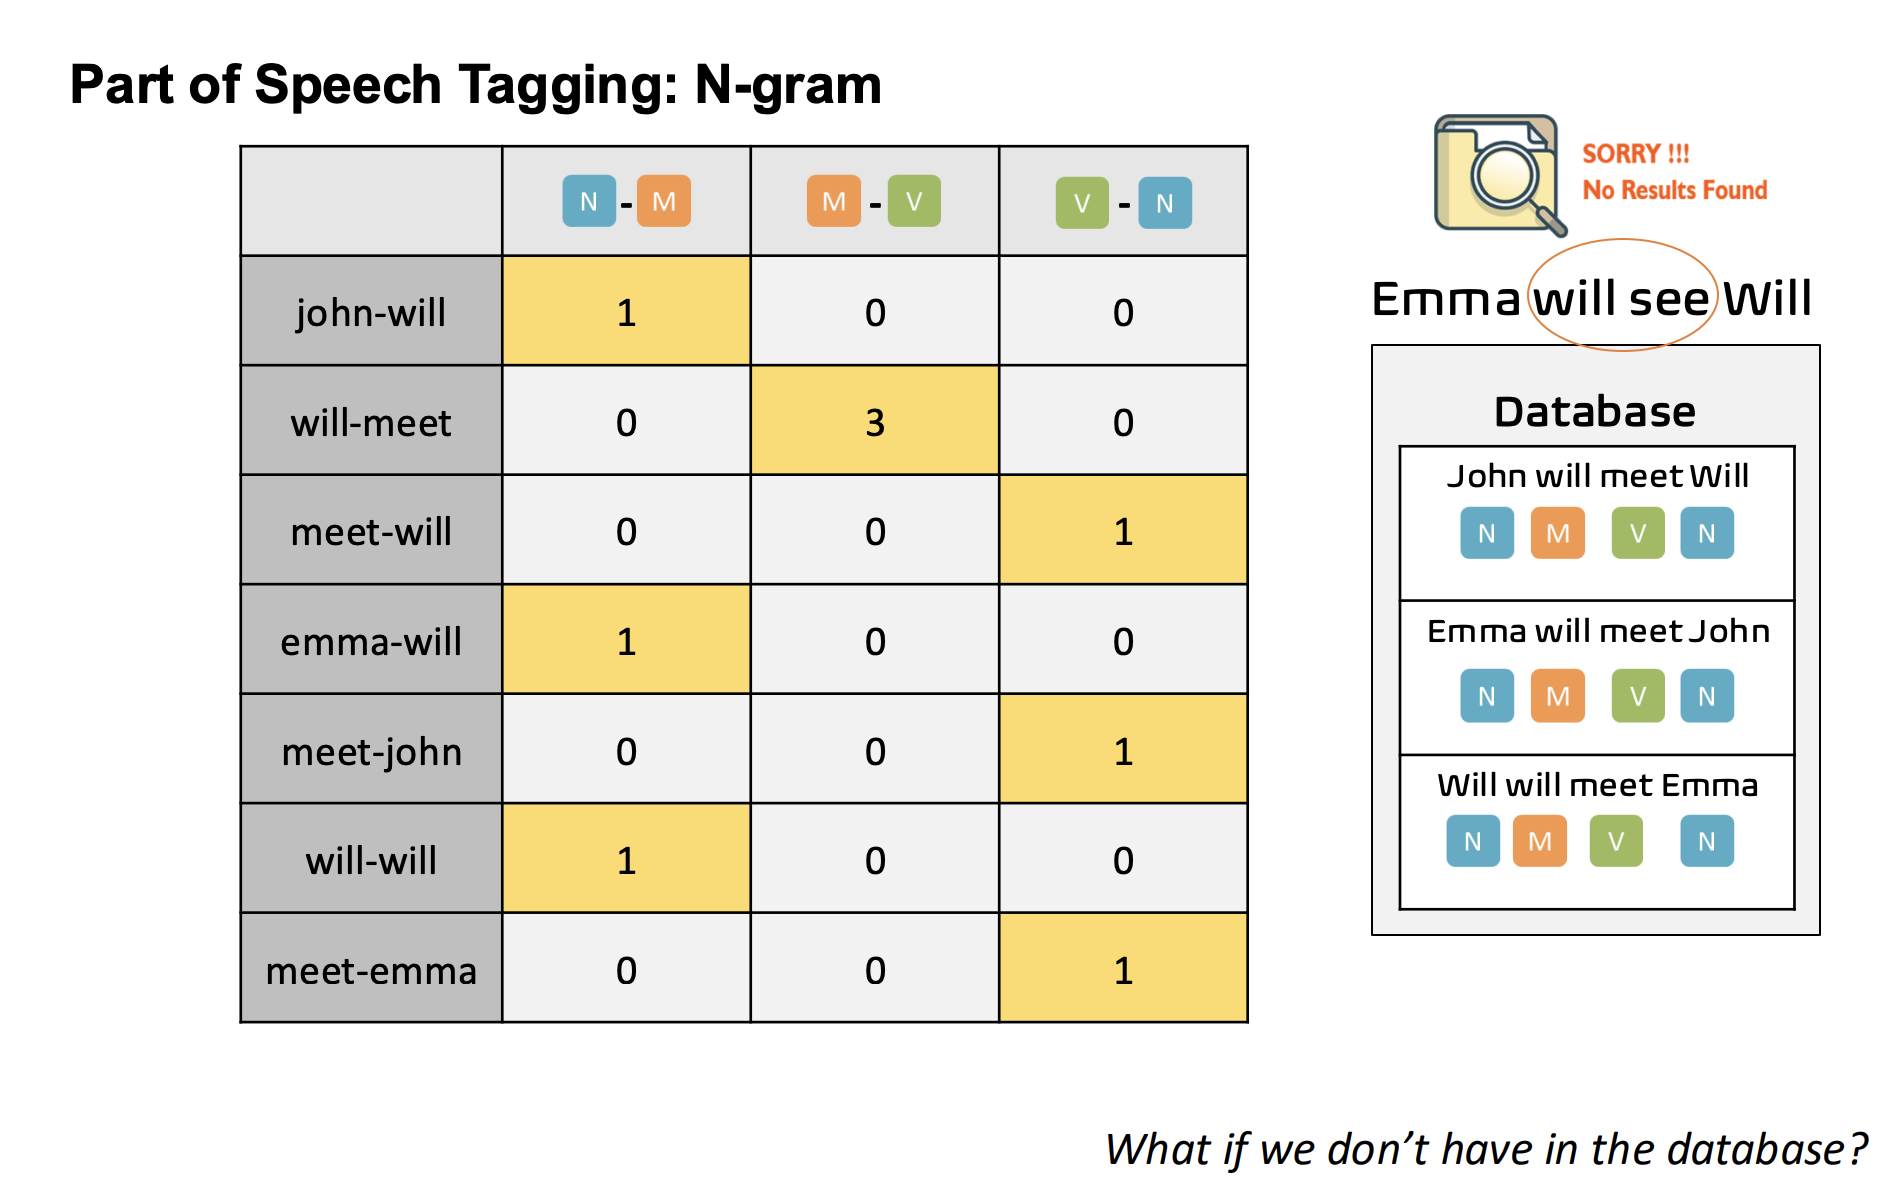 Part of Speech Tagging: N-gram
N - M M - V V - N
john-will 1 0 0
will-meet 0 3 0
meet-will 0 0 1
emma-will 1 0 0
meet-john 0 0 1
will-will 1 0 0
meet-emma 0 0 1
SORRY !!!
No Results Found
Emma will see Will
Database
John will meet Will
N M V N
Emma will meet John
N M V N
Will will meet Emma
N M V N
What if we don’t have in the database?